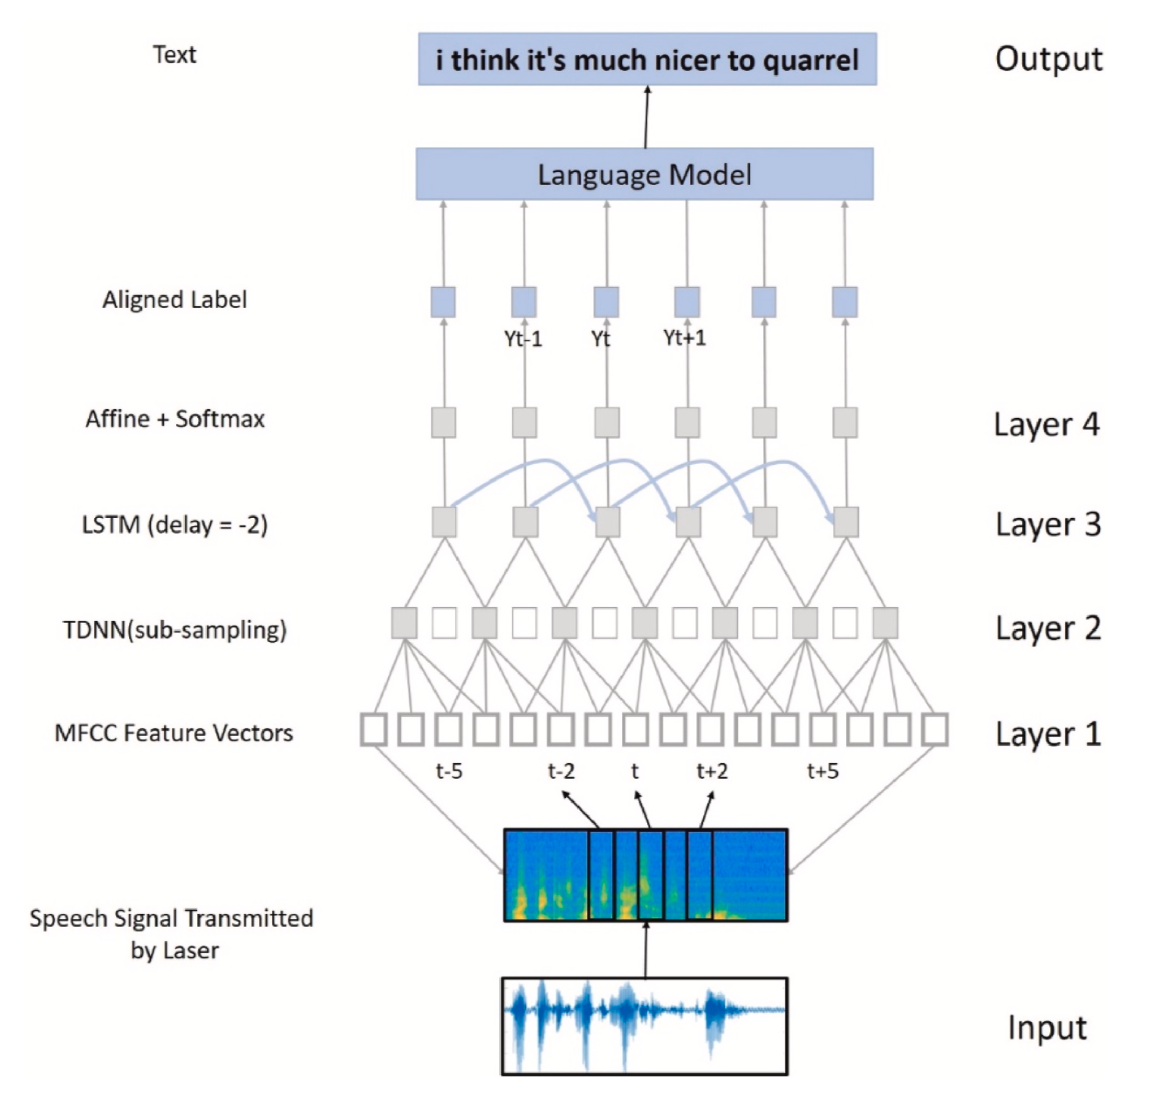 Text
i think it's much nicer to quarrel
Output
Language Model
Aligned Label
Yt-1
Yt
Yt+1
Affine + Softmax
Layer 4
LSTM (delay = -2)
Layer 3
TDNN(sub-sampling)
Layer 2
MFCC Feature Vectors
Layer 1
t-5
t-2
t
t+2
t+5
Speech Signal Transmitted
by Laser
Input